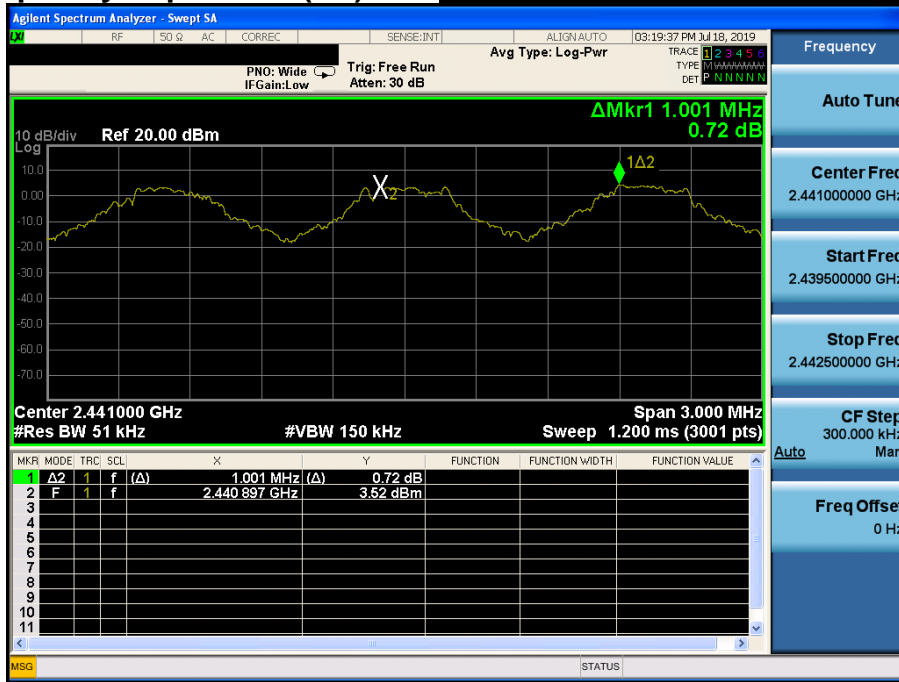 Agilent Spectrum Analyzer - Swept SA
LXI RF 50 Ω AC CORREC SENSE:INT ALIGN AUTO 03:19:37 PM Jul 18, 2019
Avg Type: Log-Pwr
TRACE 1 2 3 4 5 6
PNO: Wide Trig: Free Run
TYPE M
IFGain:Low Atten: 30 dB
DET P N N N N N
ΔMkr1 1.001 MHz
0.72 dB
10 dB/div Ref 20.00 dBm
Log
1Δ2
10.0
0.00
X2
-10.0
-20.0
-30.0
-40.0
-50.0
-60.0
-70.0
Center 2.441000 GHz Span 3.000 MHz
#Res BW 51 kHz #VBW 150 kHz Sweep 1.200 ms (3001 pts)
MKR MODE TRC SCL X Y FUNCTION FUNCTION WIDTH FUNCTION VALUE
1 Δ2 1 f (Δ) 1.001 MHz (Δ) 0.72 dB
2 F 1 f 2.440 897 GHz 3.52 dBm
3
4
5
6
7
8
9
10
11
MSG STATUS
Frequency
Auto Tune
Center Freq
2.441000000 GHz
Start Freq
2.439500000 GHz
Stop Freq
2.442500000 GHz
CF Step
300.000 kHz
Auto Man
Freq Offset
0 Hz